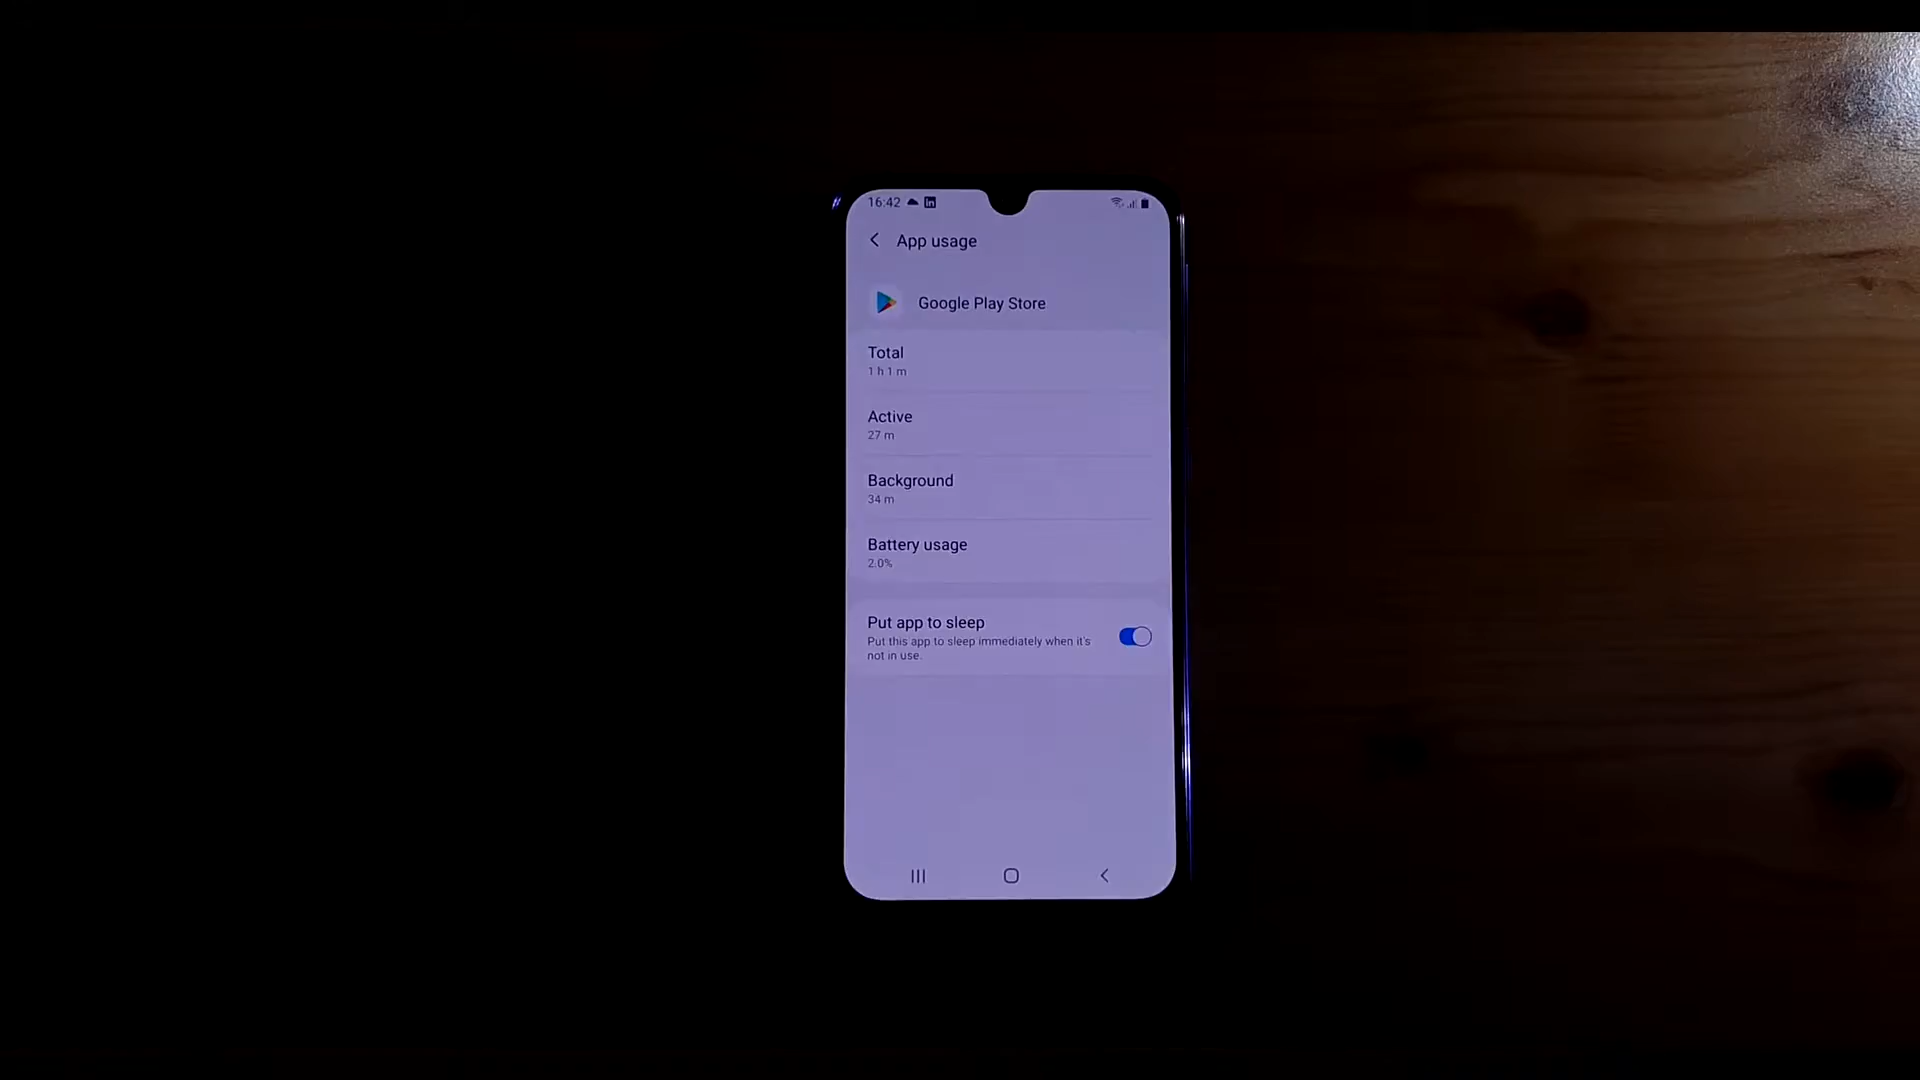 16:42 in
App usage
Google Play Store
Total
1 h 1 m
Active
27 m
Background
34 m
Battery usage
2.0%
Put app to sleep
Put this app to sleep immediately when it's
not in use.